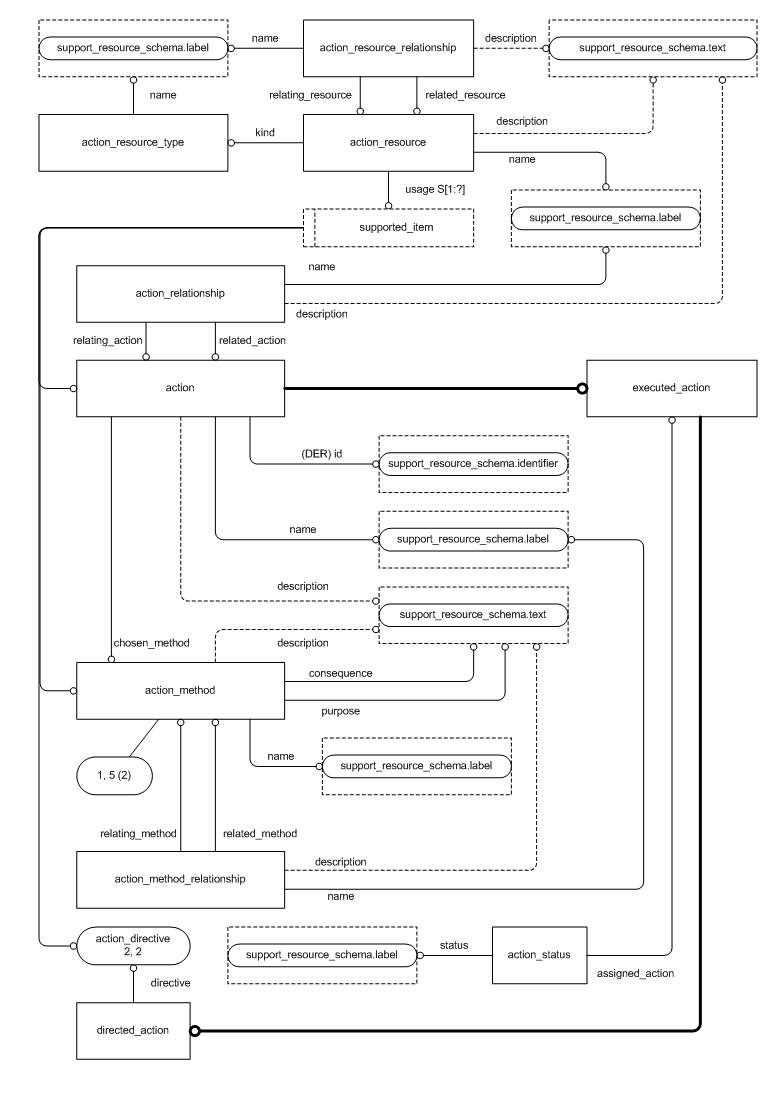 name
description
support_resource_schema.label
action_resource_relationship
support_resource_schema.text
name
relating_resource
related_resource
description
action_resource_type
kind
action_resource
name
usage S[1:?]
support_resource_schema.label
supported_item
name
action_relationship
description
relating_action
related_action
action
executed_action
(DER) id
support_resource_schema.identifier
name
support_resource_schema.label
description
support_resource_schema.text
chosen_method
description
consequence
action_method
purpose
name
support_resource_schema.label
1, 5 (2)
relating_method
related_method
description
action_method_relationship
name
action_directive
2, 2
status
support_resource_schema.label
action_status
assigned_action
directive
directed_action